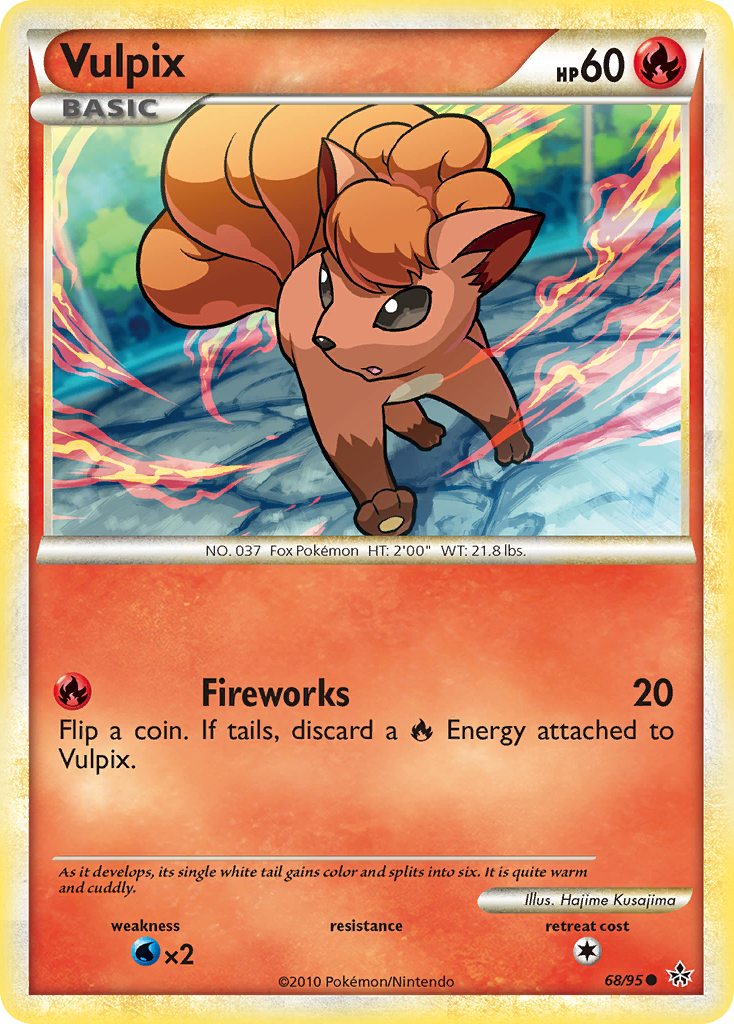 Vulpix
HP60
BASIC
NO. 037 Fox Pokémon HT: 2'00" WT: 21.8 lbs.
Fireworks 20
Flip a coin. If tails, discard a Energy attached to
Vulpix.
As it develops, its single white tail gains color and splits into six. It is quite warm
and cuddly.
Illus. Hajime Kusajima
weakness resistance retreat cost
×2
©2010 Pokémon/Nintendo
68/95